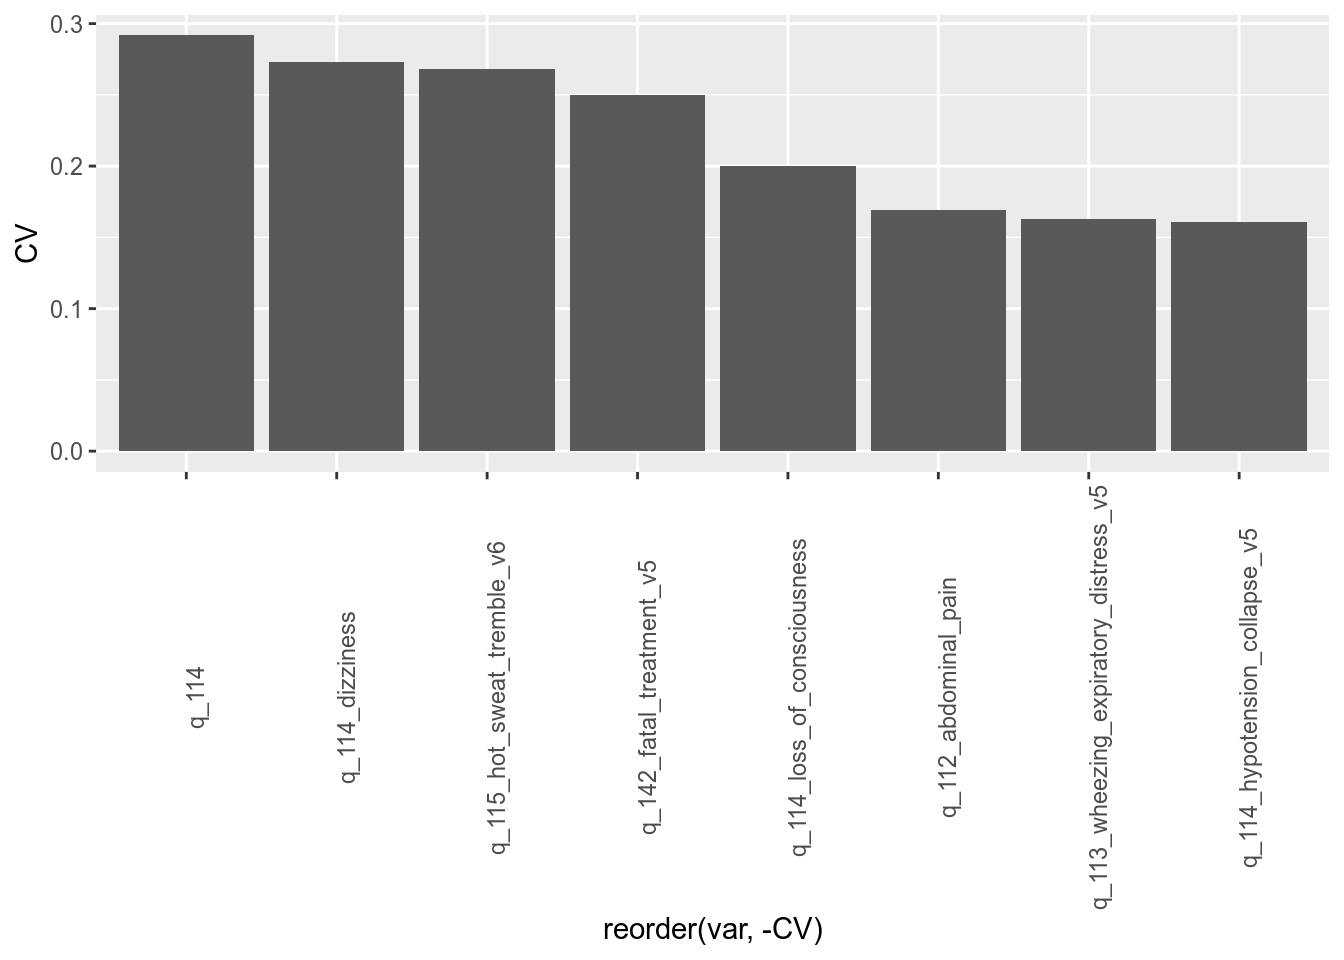 0.3
0.2
0.1
0.0
CV
q_114
q_114_dizziness
q_115_hot_sweat_tremble_v6
q_142_fatal_treatment_v5
q_114_loss_of_consciousness
q_112_abdominal_pain
q_113_wheezing_expiratory_distress_v5
q_114_hypotension_collapse_v5
reorder(var, -CV)